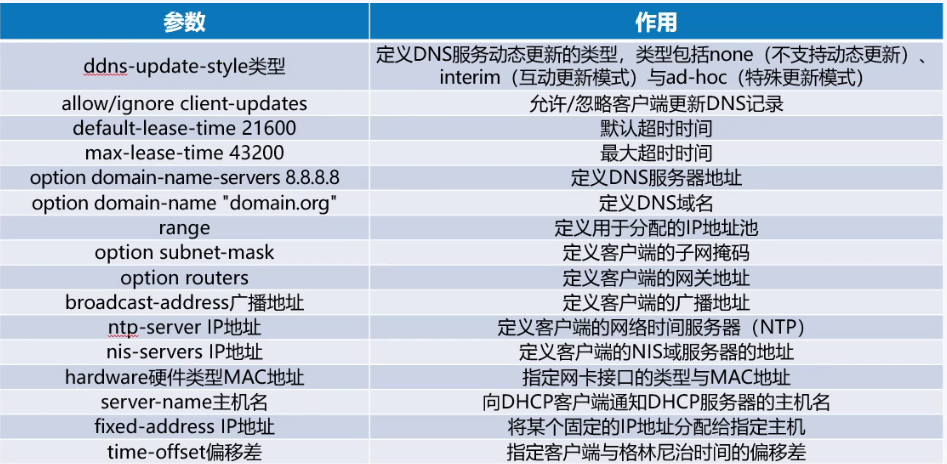 参数 作用
ddns-update-style类型 定义DNS服务动态更新的类型，类型包括none（不支持动态更新）、
interim（互动更新模式）与ad-hoc（特殊更新模式）
allow/ignore client-updates 允许/忽略客户端更新DNS记录
default-lease-time 21600 默认超时时间
max-lease-time 43200 最大超时时间
option domain-name-servers 8.8.8.8 定义DNS服务器地址
option domain-name "domain.org" 定义DNS域名
range 定义用于分配的IP地址池
option subnet-mask 定义客户端的子网掩码
option routers 定义客户端的网关地址
broadcast-address广播地址 定义客户端的广播地址
ntp-server IP地址 定义客户端的网络时间服务器（NTP）
nis-servers IP地址 定义客户端的NIS域服务器的地址
hardware硬件类型MAC地址 指定网卡接口的类型与MAC地址
server-name主机名 向DHCP客户端通知DHCP服务器的主机名
fixed-address IP地址 将某个固定的IP地址分配给指定主机
time-offset偏移差 指定客户端与格林尼治时间的偏移差